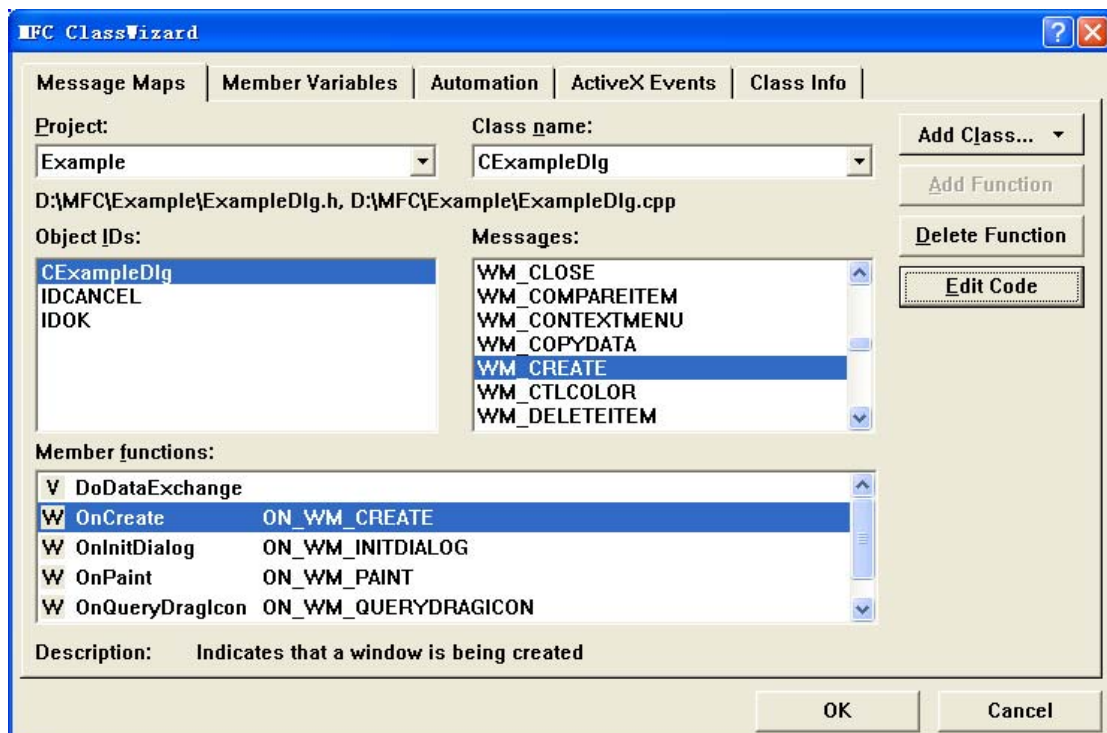 MFC ClassWizard
Message Maps Member Variables Automation ActiveX Events Class Info
Project: Class name:
Add Class...
Example CExampleDlg
Add Function
D:\MFC\Example\ExampleDlg.h, D:\MFC\Example\ExampleDlg.cpp
Object IDs: Messages:
Delete Function
CExampleDlg
IDCANCEL
IDOK
WM_CLOSE
WM_COMPAREITEM
WM_CONTEXTMENU
WM_COPYDATA
WM_CREATE
WM_CTLCOLOR
WM_DELETEITEM
Edit Code
Member functions:
V DoDataExchange
W OnCreate ON_WM_CREATE
W OnInitDialog ON_WM_INITDIALOG
W OnPaint ON_WM_PAINT
W OnQueryDragIcon ON_WM_QUERYDRAGICON
Description: Indicates that a window is being created
OK Cancel